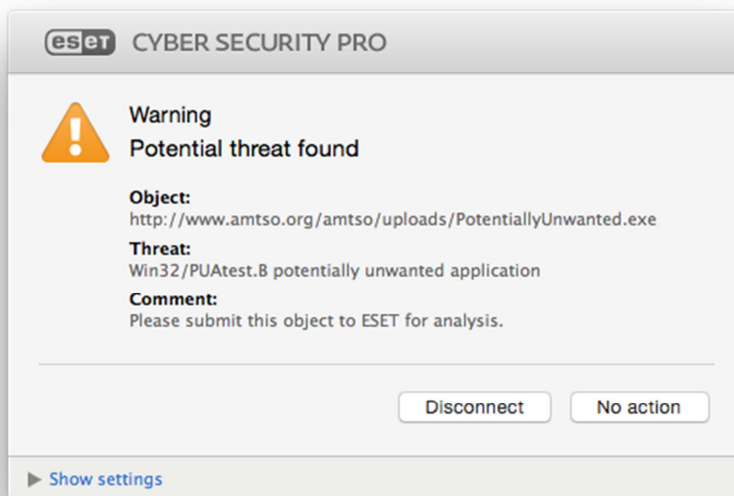 eseT CYBER SECURITY PRO
Warning
Potential threat found
Object:
http://www.amtso.org/amtso/uploads/PotentiallyUnwanted.exe
Threat:
Win32/PUAtest.B potentially unwanted application
Comment:
Please submit this object to ESET for analysis.
Disconnect No action
Show settings